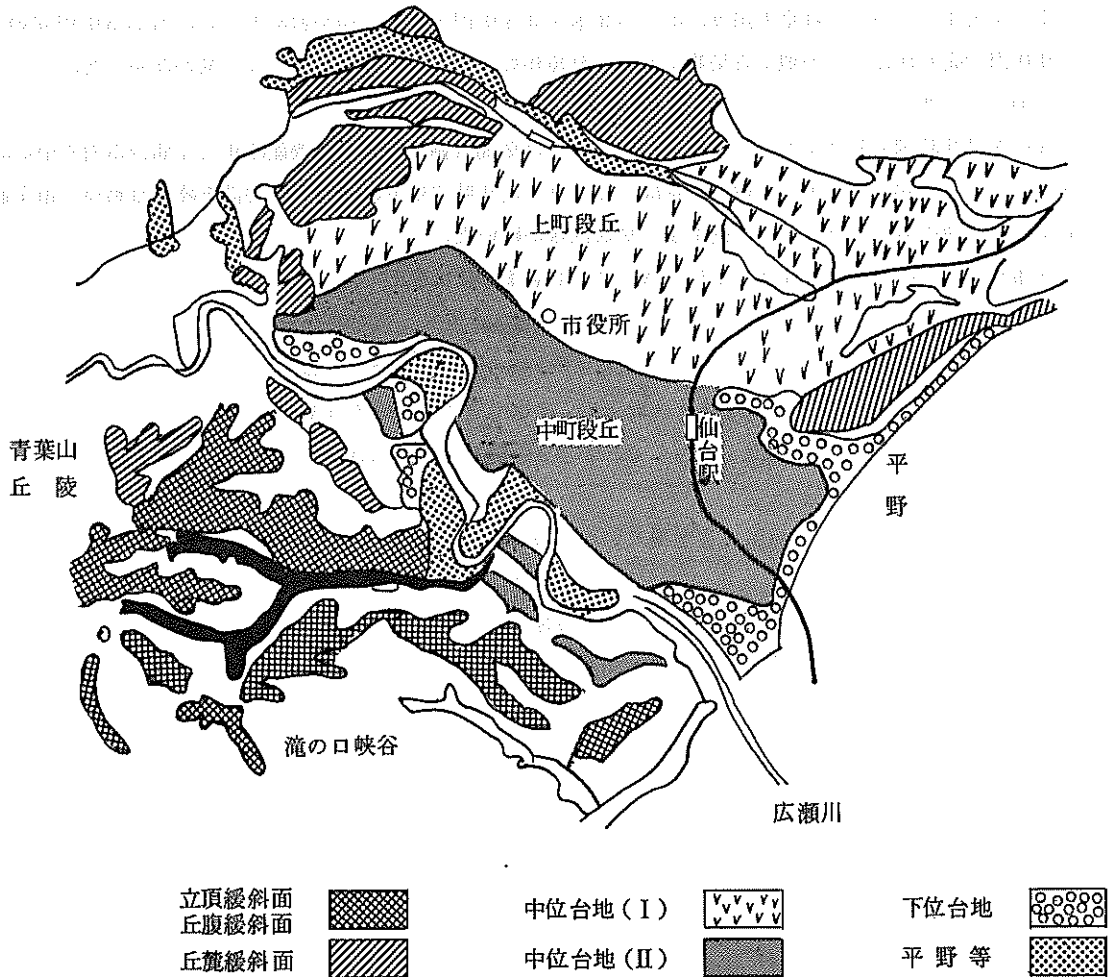 上町段丘
市役所
中町段丘
仙台駅
平野
青葉山
丘陵
滝の口峡谷
広瀬川
立頂緩斜面
丘腹緩斜面
丘麓緩斜面
中位台地(Ⅰ)
中位台地(Ⅱ)
下位台地
平野等